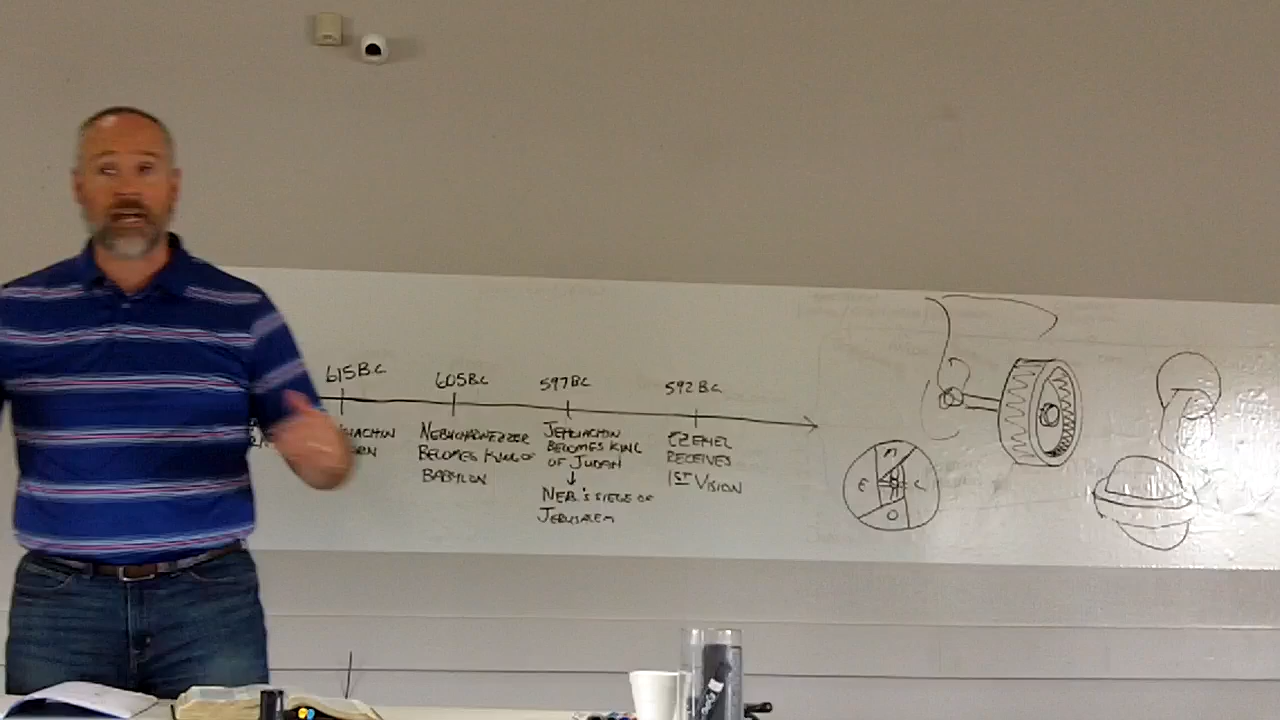 615BC
605BC
597BC
592BC
NEBUCHADNEZZER
BECOMES KING OF
BABYLON
JEHOIACHIN
BECOMES KING
OF JUDAH
↓
NEB.'S SIEGE OF
JERUSALEM
EZEKIEL
RECEIVES
1ST VISION
M
E
L
O